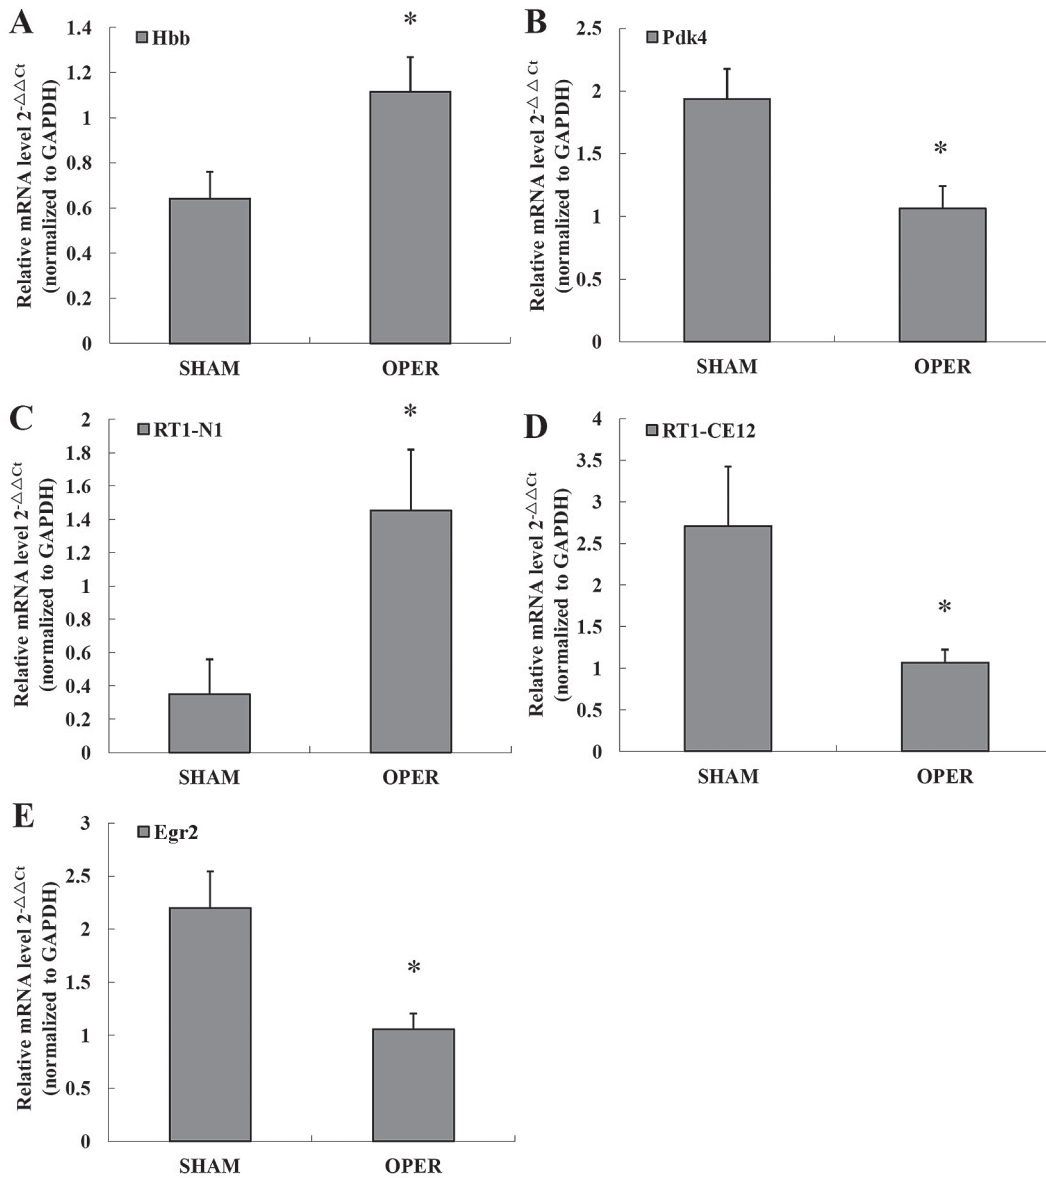 A
Hbb
*
Relative mRNA level 2-△△Ct
(normalized to GAPDH)
1.4
1.2
1
0.8
0.6
0.4
0.2
0
SHAM OPER
B
Pdk4
*
Relative mRNA level 2-△△Ct
(normalized to GAPDH)
2.5
2
1.5
1
0.5
0
SHAM OPER
C
RT1-N1
*
Relative mRNA level 2-△△Ct
(normalized to GAPDH)
2
1.8
1.6
1.4
1.2
1
0.8
0.6
0.4
0.2
0
SHAM OPER
D
RT1-CE12
*
Relative mRNA level 2-△△Ct
(normalized to GAPDH)
4
3.5
3
2.5
2
1.5
1
0.5
0
SHAM OPER
E
Egr2
*
Relative mRNA level 2-△△Ct
(normalized to GAPDH)
3
2.5
2
1.5
1
0.5
0
SHAM OPER